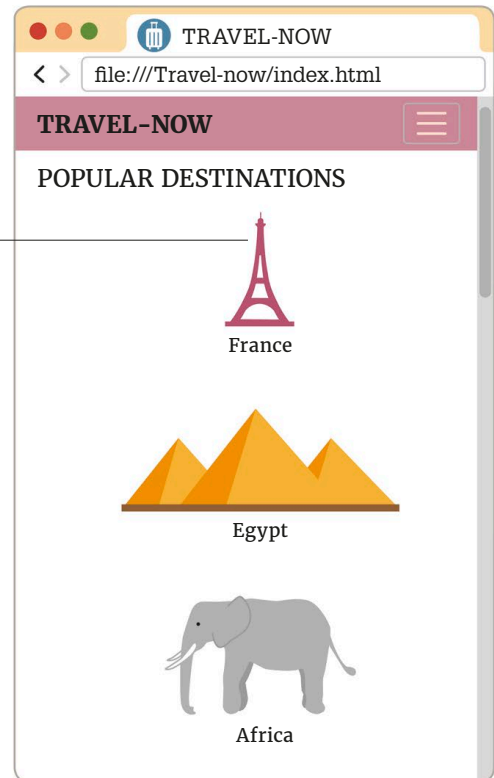 TRAVEL-NOW
file:///Travel-now/index.html
TRAVEL-NOW
POPULAR DESTINATIONS
France
Egypt
Africa